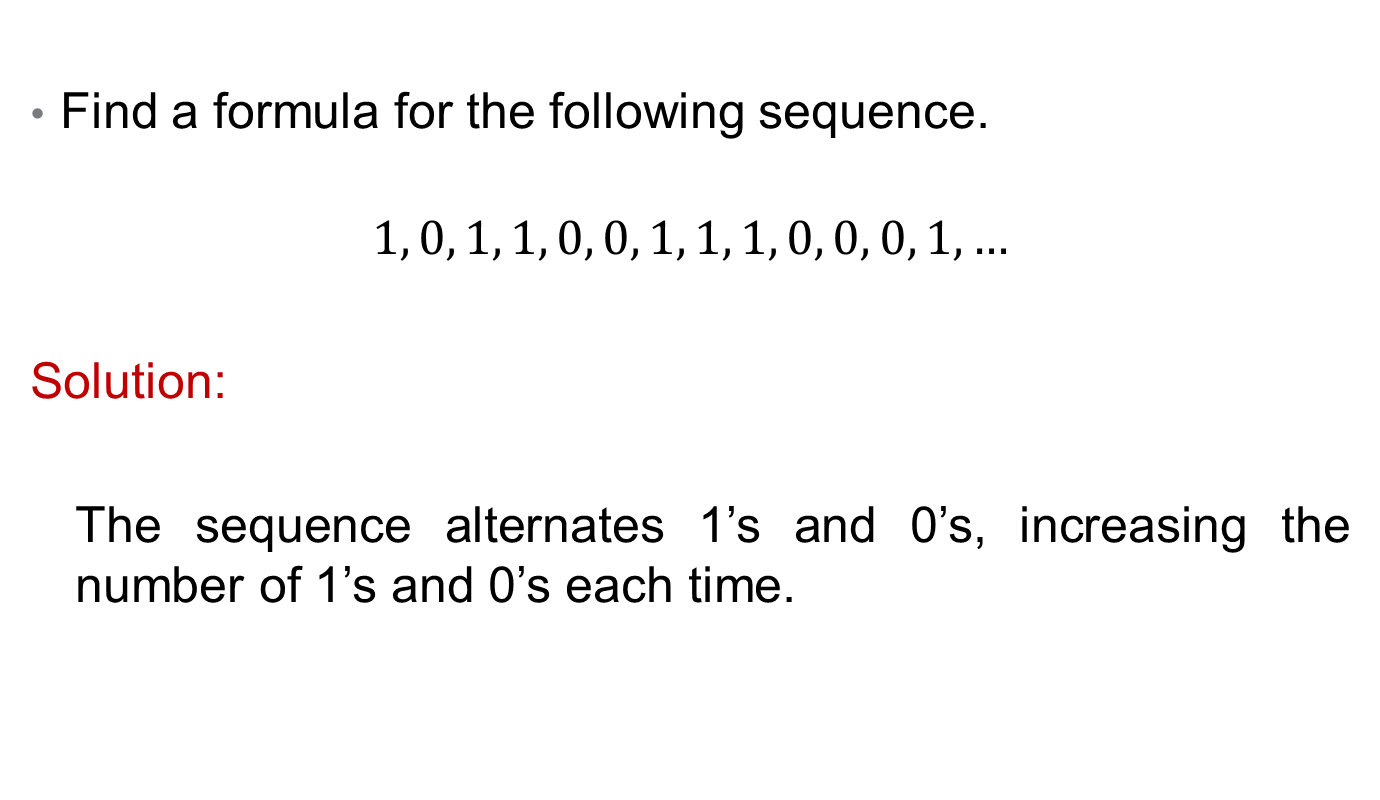 • Find a formula for the following sequence.
1, 0, 1, 1, 0, 0, 1, 1, 1, 0, 0, 0, 1, …
Solution:
The sequence alternates 1’s and 0’s, increasing the
number of 1’s and 0’s each time.